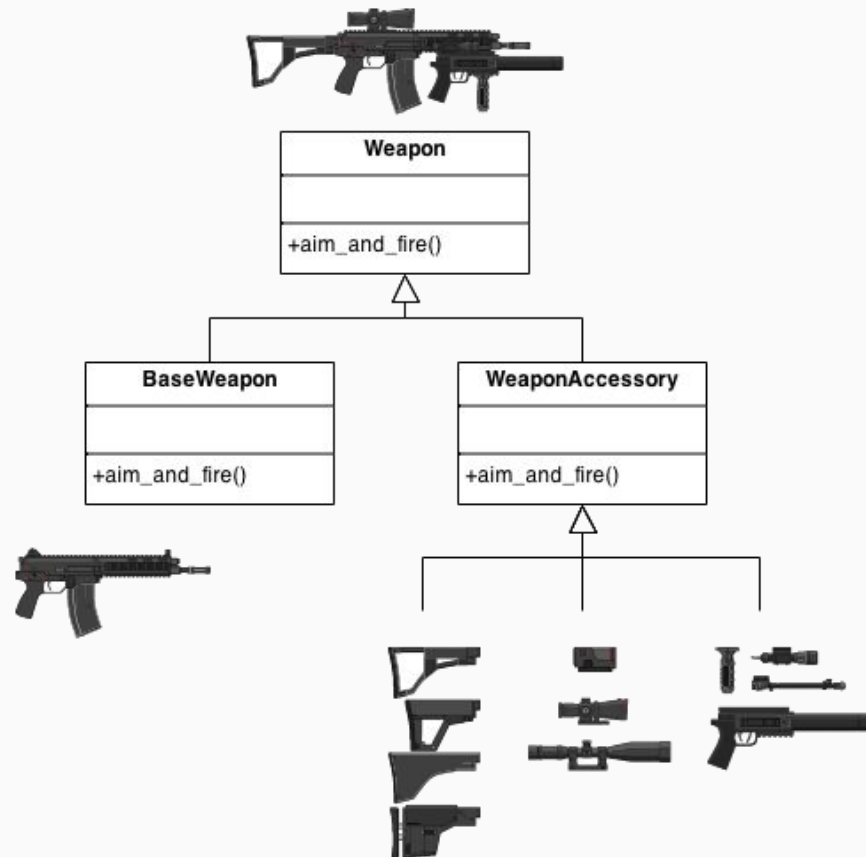 Weapon
+aim_and_fire()
BaseWeapon
WeaponAccessory
+aim_and_fire()
+aim_and_fire()